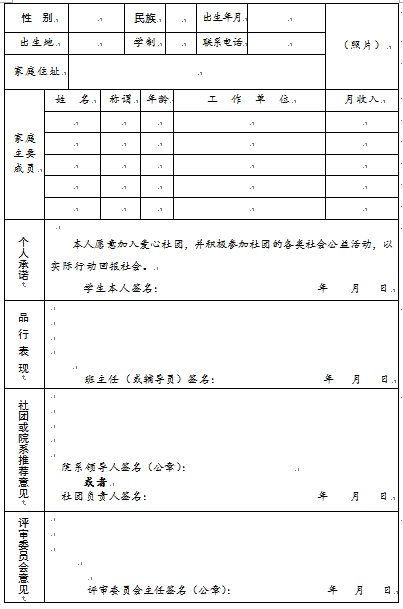 性 别 民族 出生年月
出生地 学制 联系电话 （照片）
家庭住址
家庭主要成员 姓 名 称谓 年龄 工 作 单 位 月收入
个人承诺
本人愿意加入爱心社团，并积极参加社团的各类社会公益活动，以
实际行动回报社会。
学生本人签名： 年 月 日
品行表现
班主任（或辅导员）签名： 年 月 日
社团或院系推荐意见
院系领导人签名（公章）：
或者
社团负责人签名： 年 月 日
评审委员会意见
评审委员会主任签名（公章）： 年 月 日